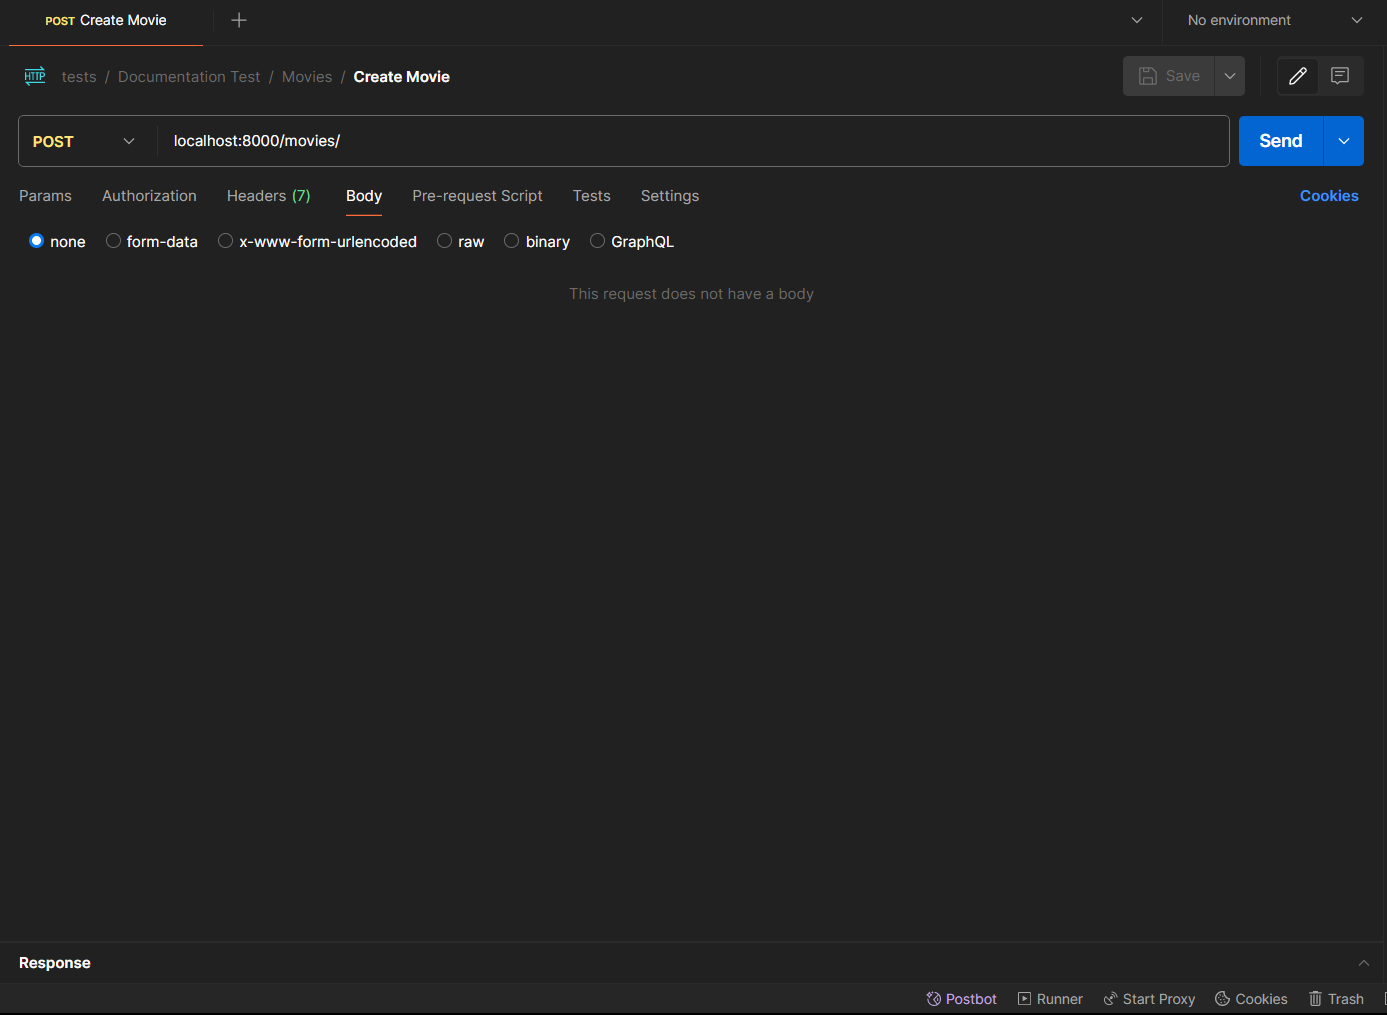 POST Create Movie
No environment
HTTP tests / Documentation Test / Movies / Create Movie
Save
POST localhost:8000/movies/
Send
Params Authorization Headers (7) Body Pre-request Script Tests Settings Cookies
none form-data x-www-form-urlencoded raw binary GraphQL
This request does not have a body
Response
Postbot Runner Start Proxy Cookies Trash